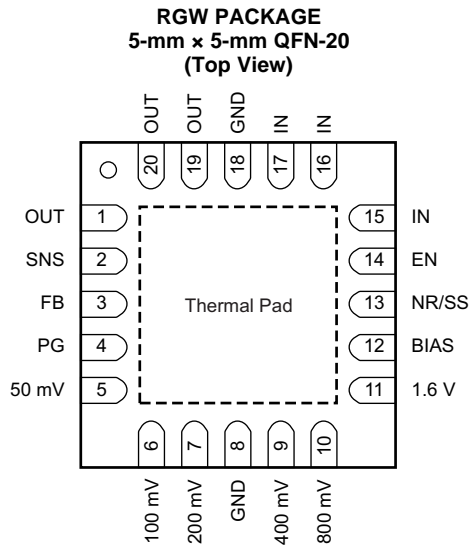 RGW PACKAGE
5-mm × 5-mm QFN-20
(Top View)
OUT
OUT
GND
IN
IN
20
19
18
17
16
OUT 1
15 IN
SNS 2
14 EN
FB 3
Thermal Pad
13 NR/SS
PG 4
12 BIAS
50 mV 5
11 1.6 V
6
7
8
9
10
100 mV
200 mV
GND
400 mV
800 mV